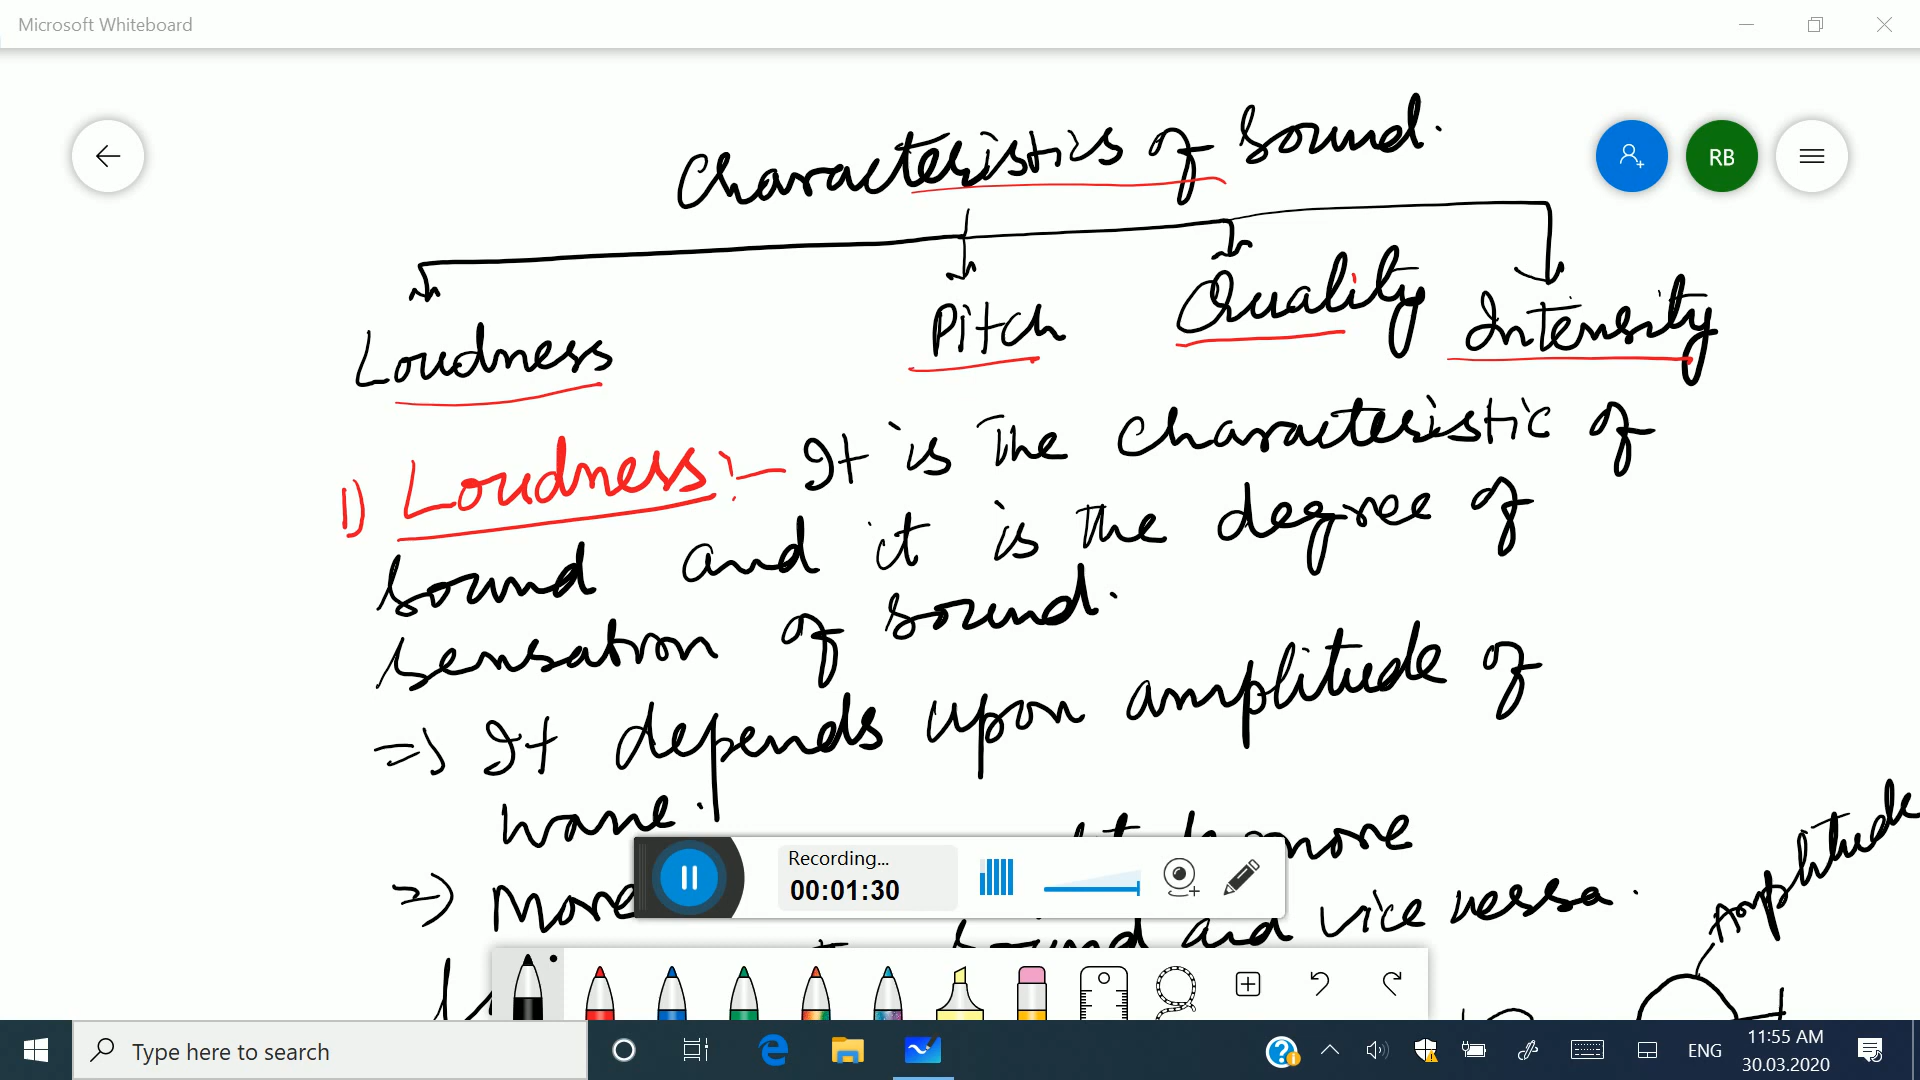 Microsoft Whiteboard
Characteristics of sound.
RB
Loudness Pitch Quality Intensity
1) Loudness:- It is the characteristic of
sound and it is the degree of
sensation of sound.
=> It depends upon amplitude of
wave.
=> More more
sound and vice versa.
Amplitude
Recording...
00:01:30
Type here to search
ENG
11:55 AM
30.03.2020